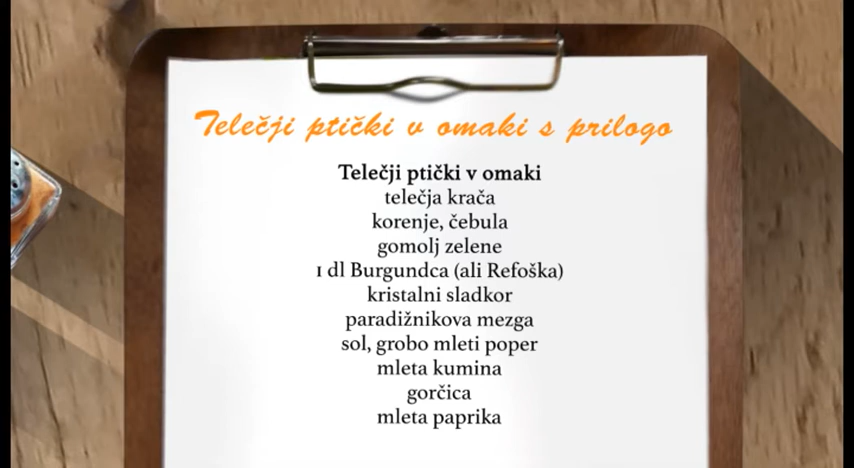 Telečji ptički v omaki s prilogo
Telečji ptički v omaki
telečja krača
korenje, čebula
gomolj zelene
1 dl Burgundca (ali Refoška)
kristalni sladkor
paradižnikova mezga
sol, grobo mleti poper
mleta kumina
gorčica
mleta paprika